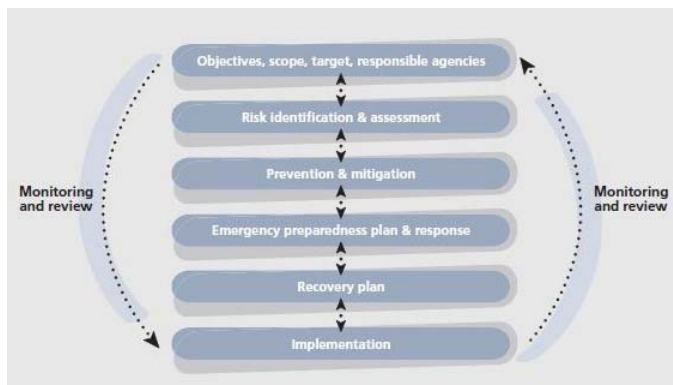 Objectives, scope, target, responsible agencies
Risk identification & assessment
Prevention & mitigation
Monitoring
and review
Monitoring
and review
Emergency preparedness plan & response
Recovery plan
Implementation